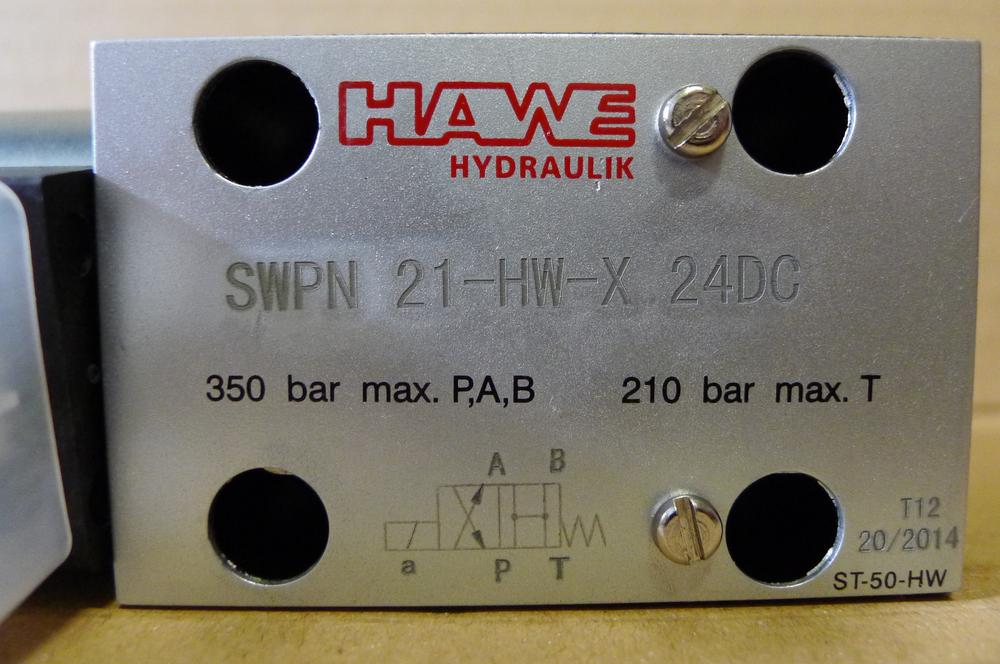 HAWE
HYDRAULIK
SWPN 21-HW-X 24DC
350 bar max. P,A,B 210 bar max. T
A B
a P T
T12
20/2014
ST-50-HW